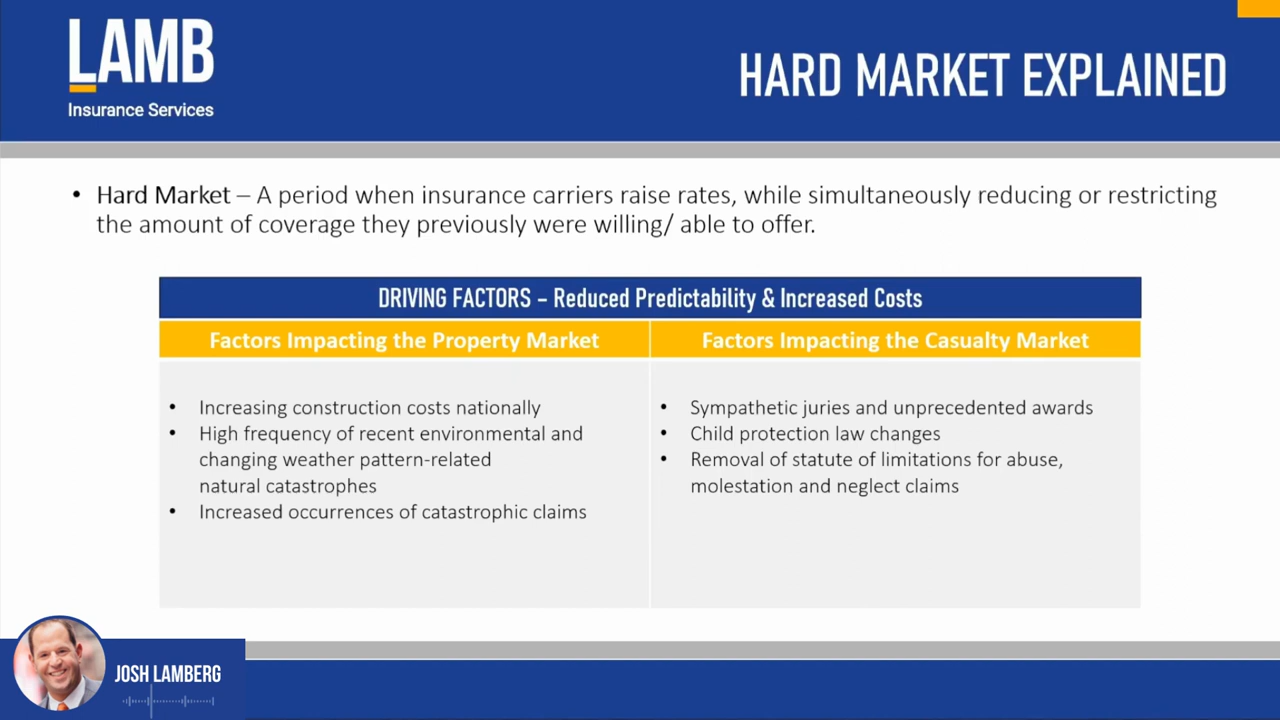 LAMB
Insurance Services
HARD MARKET EXPLAINED
• Hard Market – A period when insurance carriers raise rates, while simultaneously reducing or restricting
the amount of coverage they previously were willing/ able to offer.
DRIVING FACTORS – Reduced Predictability & Increased Costs
Factors Impacting the Property Market
• Increasing construction costs nationally
• High frequency of recent environmental and
changing weather pattern-related
natural catastrophes
• Increased occurrences of catastrophic claims
Factors Impacting the Casualty Market
• Sympathetic juries and unprecedented awards
• Child protection law changes
• Removal of statute of limitations for abuse,
molestation and neglect claims
JOSH LAMBERG